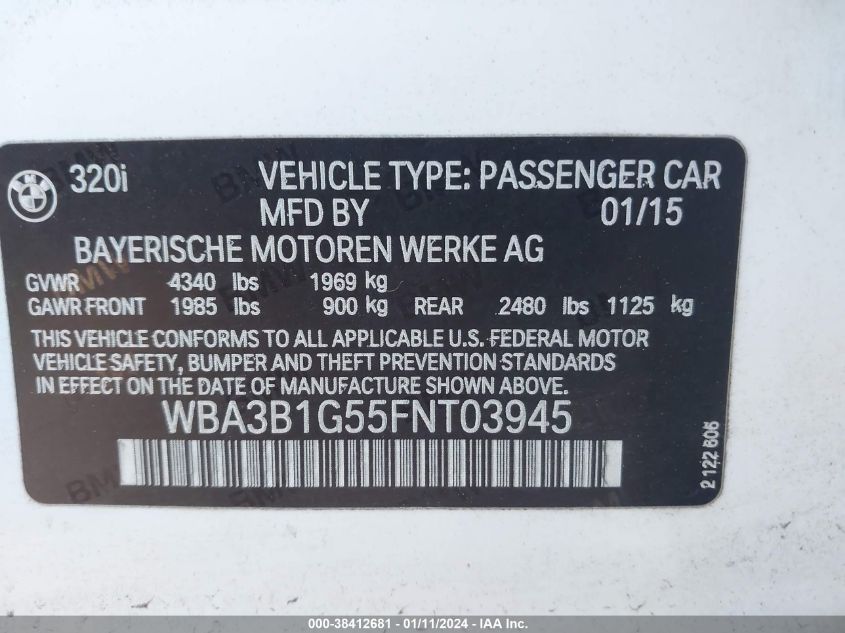 320i VEHICLE TYPE: PASSENGER CAR
MFD BY 01/15
BAYERISCHE MOTOREN WERKE AG
GVWR 4340 lbs 1969 kg
GAWR FRONT 1985 lbs 900 kg REAR 2480 lbs 1125 kg
THIS VEHICLE CONFORMS TO ALL APPLICABLE U.S. FEDERAL MOTOR
VEHICLE SAFETY, BUMPER AND THEFT PREVENTION STANDARDS
IN EFFECT ON THE DATE OF MANUFACTURE SHOWN ABOVE
WBA3B1G55FNT03945
2 122 606
000-38412681 - 01/11/2024 - IAA Inc.